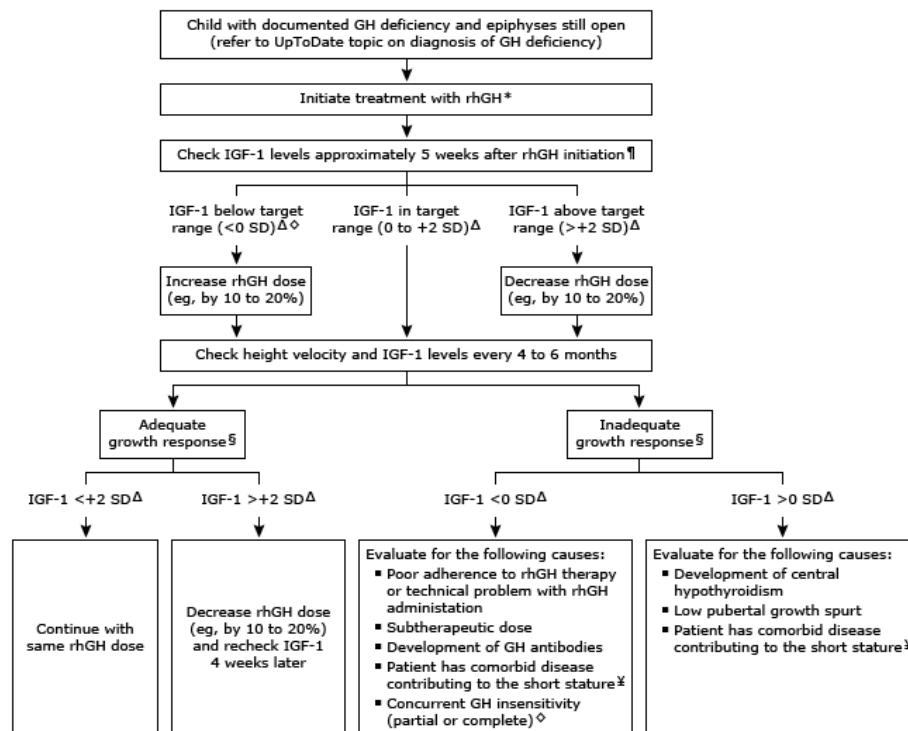 Child with documented GH deficiency and epiphyses still open
(refer to UpToDate topic on diagnosis of GH deficiency)
Initiate treatment with rhGH*
Check IGF-1 levels approximately 5 weeks after rhGH initiation¶
IGF-1 below target
range (<0 SD)Δ◇
IGF-1 in target
range (0 to +2 SD)Δ
IGF-1 above target
range (>+2 SD)Δ
Increase rhGH dose
(eg, by 10 to 20%)
Decrease rhGH dose
(eg, by 10 to 20%)
Check height velocity and IGF-1 levels every 4 to 6 months
Adequate
growth response§
Inadequate
growth response§
IGF-1 <+2 SDΔ
IGF-1 >+2 SDΔ
IGF-1 <0 SDΔ
IGF-1 >0 SDΔ
Continue with
same rhGH dose
Decrease rhGH dose
(eg, by 10 to 20%)
and recheck IGF-1
4 weeks later
Evaluate for the following causes:
▪ Poor adherence to rhGH therapy
or technical problem with rhGH
administation
▪ Subtherapeutic dose
▪ Development of GH antibodies
▪ Patient has comorbid disease
contributing to the short stature¥
▪ Concurrent GH insensitivity
(partial or complete)◇
Evaluate for the following causes:
▪ Development of central
hypothyroidism
▪ Low pubertal growth spurt
▪ Patient has comorbid disease
contributing to the short stature¥